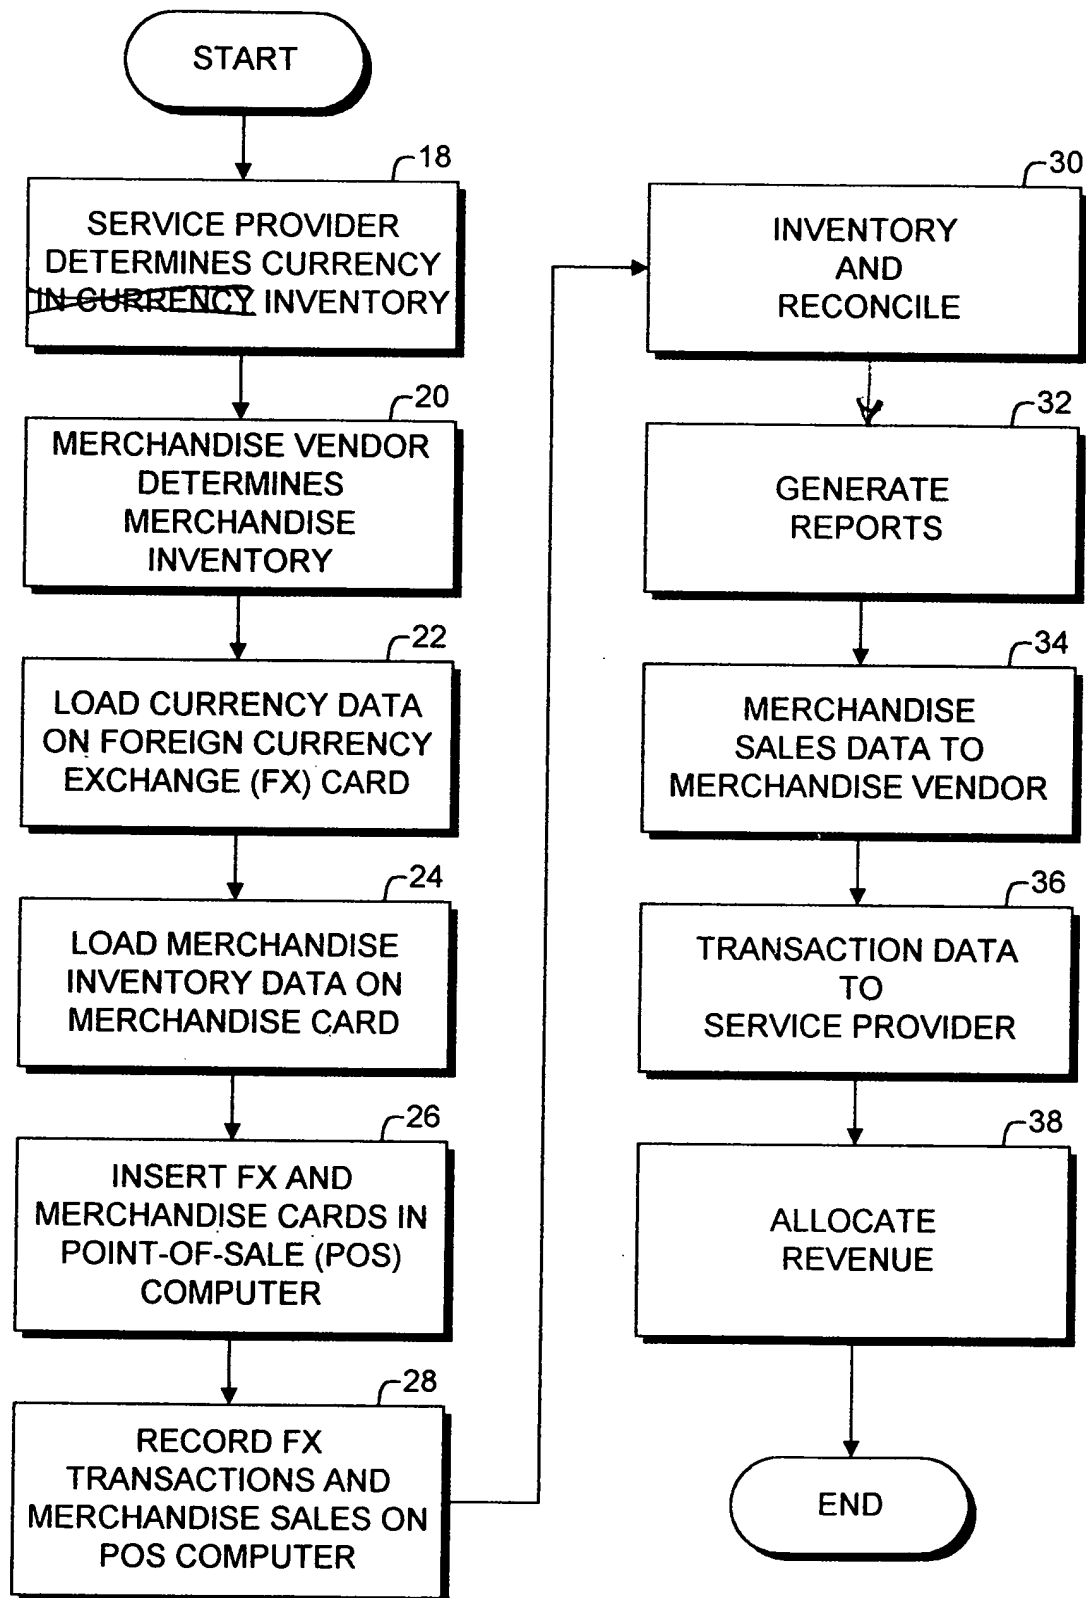 START
18
SERVICE PROVIDER
DETERMINES CURRENCY
IN CURRENCY INVENTORY
20
MERCHANDISE VENDOR
DETERMINES
MERCHANDISE
INVENTORY
22
LOAD CURRENCY DATA
ON FOREIGN CURRENCY
EXCHANGE (FX) CARD
24
LOAD MERCHANDISE
INVENTORY DATA ON
MERCHANDISE CARD
26
INSERT FX AND
MERCHANDISE CARDS IN
POINT-OF-SALE (POS)
COMPUTER
28
RECORD FX
TRANSACTIONS AND
MERCHANDISE SALES ON
POS COMPUTER
30
INVENTORY
AND
RECONCILE
32
GENERATE
REPORTS
34
MERCHANDISE
SALES DATA TO
MERCHANDISE VENDOR
36
TRANSACTION DATA
TO
SERVICE PROVIDER
38
ALLOCATE
REVENUE
END